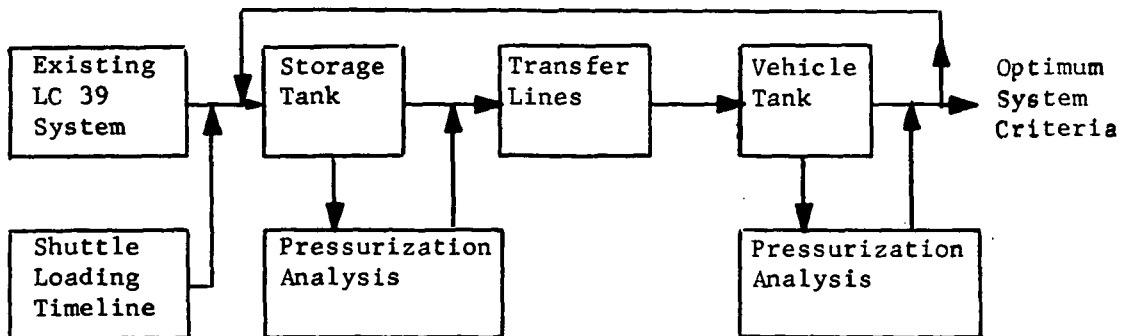 Existing
LC 39
System
Storage
Tank
Transfer
Lines
Vehicle
Tank
Optimum
System
Criteria
Shuttle
Loading
Timeline
Pressurization
Analysis
Pressurization
Analysis